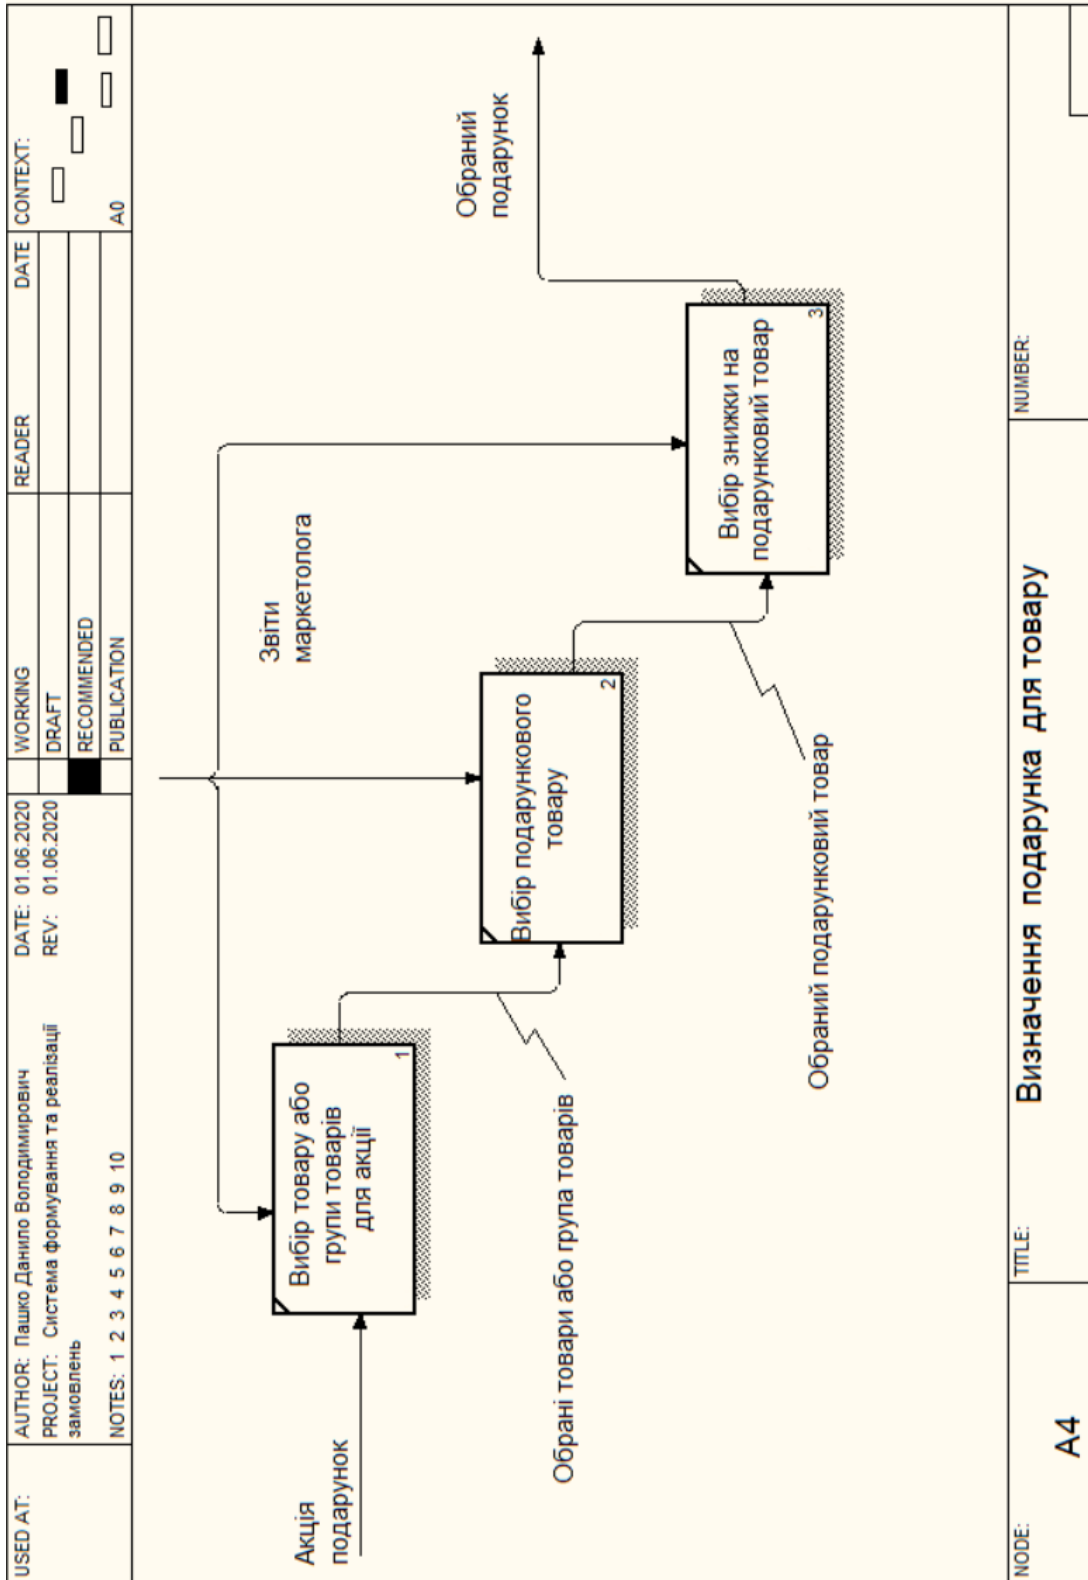 USED AT:
AUTHOR: Пашко Данило Володимирович
DATE: 01.06.2020
PROJECT: Система формування та реалізації
замовлень
REV: 01.06.2020
NOTES: 1 2 3 4 5 6 7 8 9 10
WORKING
DRAFT
RECOMMENDED
PUBLICATION
READER
DATE
CONTEXT:
A0
Звіти
маркетолога
Акція
подарунок
Вибір товару або
групи товарів
для акції
1
Обрані товари або група товарів
Вибір подарункового
товару
2
Обраний подарунковий товар
Вибір знижки на
подарунковий товар
3
Обраний
подарунок
NODE:
A4
TITLE:
Визначення подарунка для товару
NUMBER: